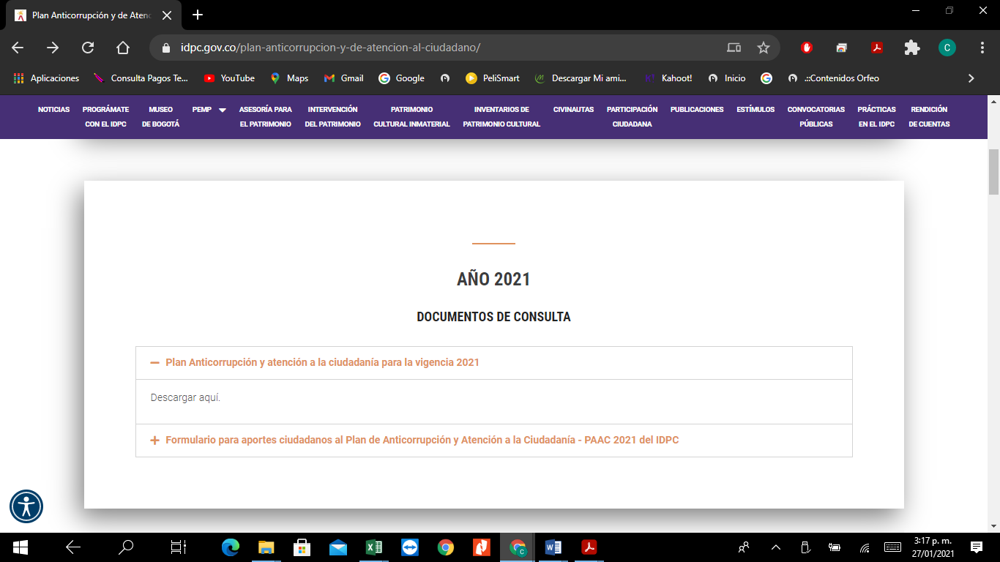 Plan Anticorrupción y de Aten
idpc.gov.co/plan-anticorrupcion-y-de-atencion-al-ciudadano/
C
Aplicaciones
Consulta Pagos Te...
YouTube
Maps
Gmail
Google
PeliSmart
Descargar Mi ami...
Kahoot!
Inicio
.::Contenidos Orfeo
NOTICIAS
PROGRÁMATE
CON EL IDPC
MUSEO
DE BOGOTÁ
PEMP
ASESORÍA PARA
EL PATRIMONIO
INTERVENCIÓN
DEL PATRIMONIO
PATRIMONIO
CULTURAL INMATERIAL
INVENTARIOS DE
PATRIMONIO CULTURAL
CIVINAUTAS
PARTICIPACIÓN
CIUDADANA
PUBLICACIONES
ESTÍMULOS
CONVOCATORIAS
PÚBLICAS
PRÁCTICAS
EN EL IDPC
RENDICIÓN
DE CUENTAS
AÑO 2021
DOCUMENTOS DE CONSULTA
Plan Anticorrupción y atención a la ciudadanía para la vigencia 2021
Descargar aquí.
Formulario para aportes ciudadanos al Plan de Anticorrupción y Atención a la Ciudadanía - PAAC 2021 del IDPC
3:17 p. m.
27/01/2021